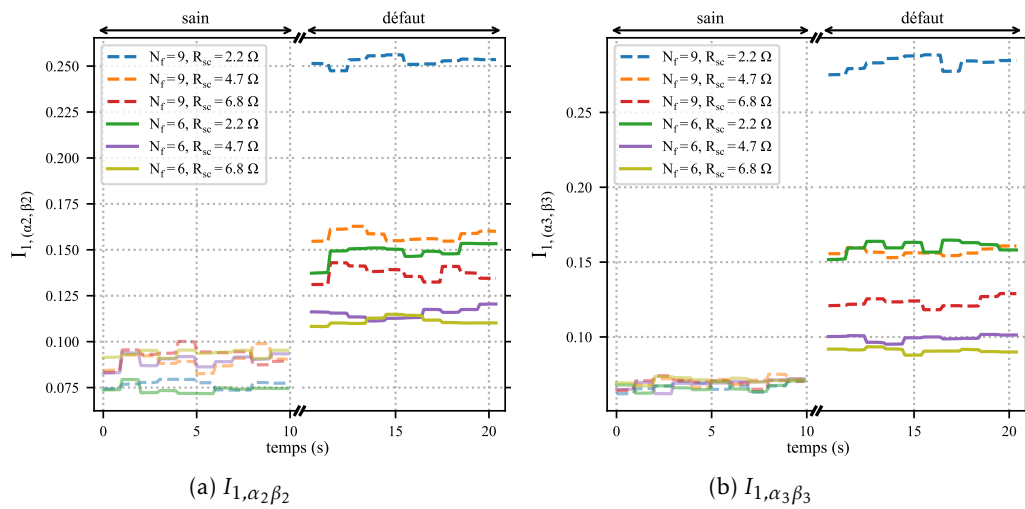 sain défaut
0.250
0.225
0.200
0.175
0.150
0.125
0.100
0.075
I1,(α2,β2)
Nf = 9, Rsc = 2.2 Ω
Nf = 9, Rsc = 4.7 Ω
Nf = 9, Rsc = 6.8 Ω
Nf = 6, Rsc = 2.2 Ω
Nf = 6, Rsc = 4.7 Ω
Nf = 6, Rsc = 6.8 Ω
0 5 10 15 20
temps (s)
(a) I1,α2β2
sain défaut
0.25
0.20
0.15
0.10
I1,(α3,β3)
Nf = 9, Rsc = 2.2 Ω
Nf = 9, Rsc = 4.7 Ω
Nf = 9, Rsc = 6.8 Ω
Nf = 6, Rsc = 2.2 Ω
Nf = 6, Rsc = 4.7 Ω
Nf = 6, Rsc = 6.8 Ω
0 5 10 15 20
temps (s)
(b) I1,α3β3